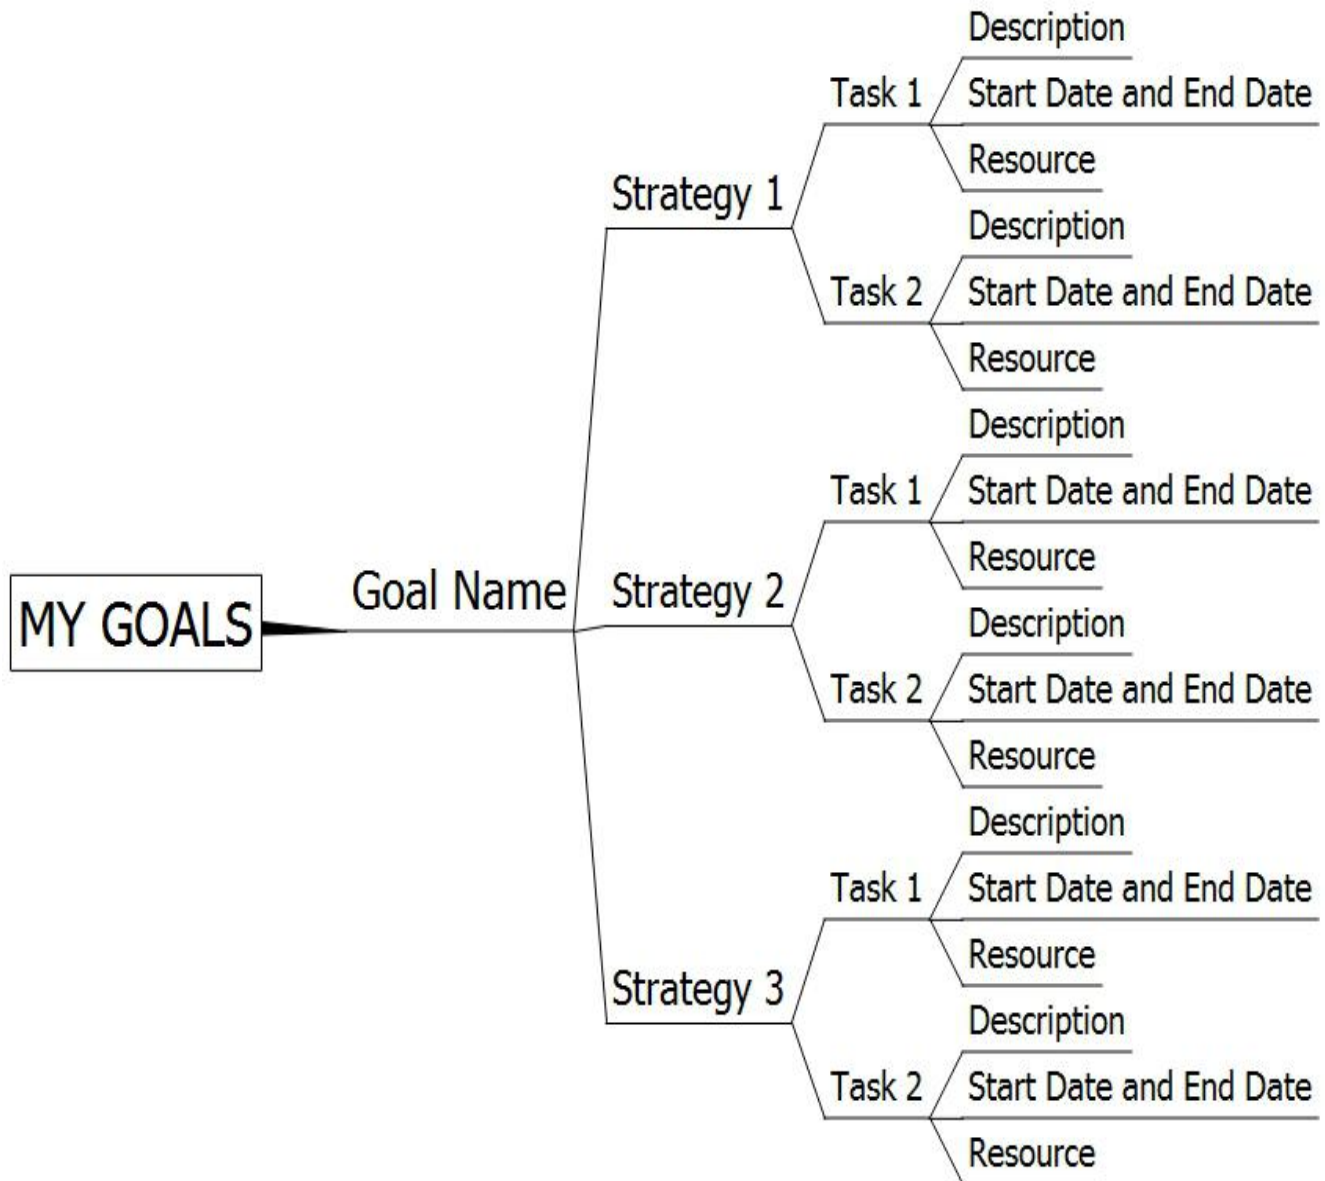 MY GOALS
Goal Name
Strategy 1
Task 1
Description
Start Date and End Date
Resource
Task 2
Description
Start Date and End Date
Resource
Strategy 2
Task 1
Description
Start Date and End Date
Resource
Task 2
Description
Start Date and End Date
Resource
Strategy 3
Task 1
Description
Start Date and End Date
Resource
Task 2
Description
Start Date and End Date
Resource